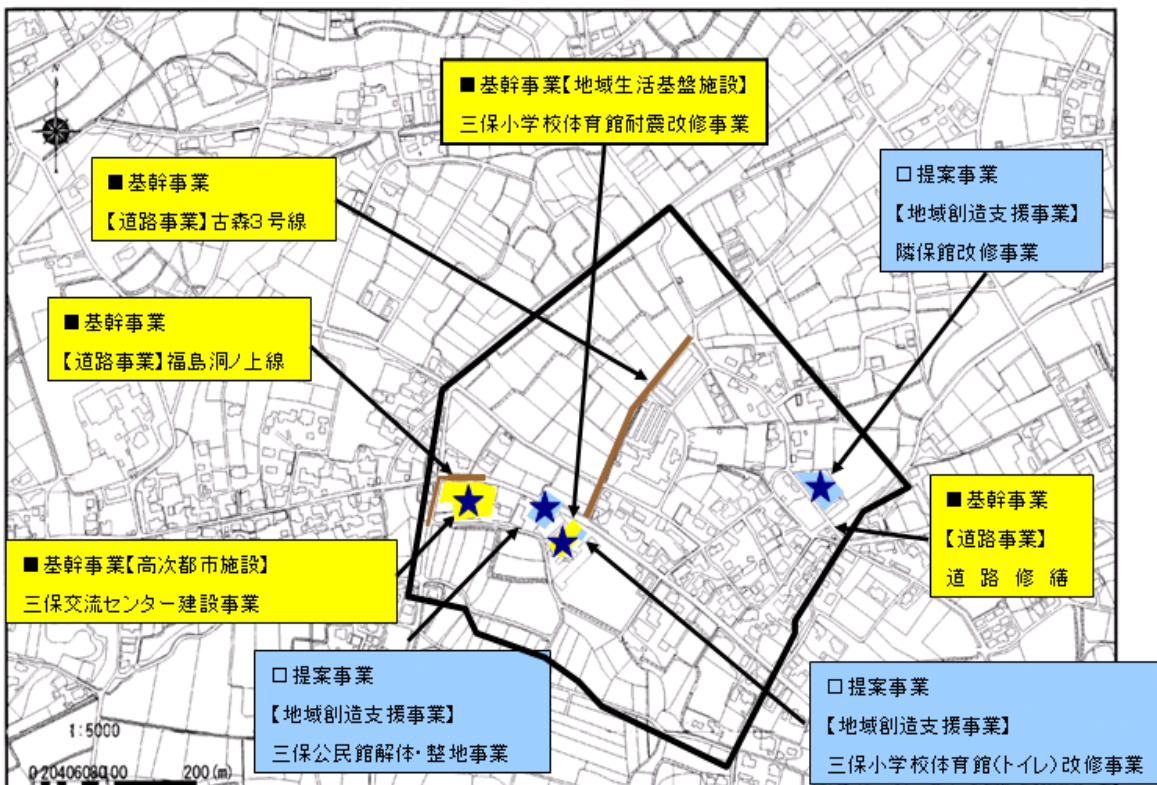 ■基幹事業【地域生活基盤施設】
三保小学校体育館耐震改修事業
■基幹事業
【道路事業】古森3号線
□提案事業
【地域創造支援事業】
隣保館改修事業
■基幹事業
【道路事業】福島洞ノ上線
■基幹事業
【道路事業】
道路修繕
■基幹事業【高次都市施設】
三保交流センター建設事業
□提案事業
【地域創造支援事業】
三保公民館解体・整地事業
□提案事業
【地域創造支援事業】
三保小学校体育館(トイレ)改修事業
1:5000
0 20406080100 200(m)